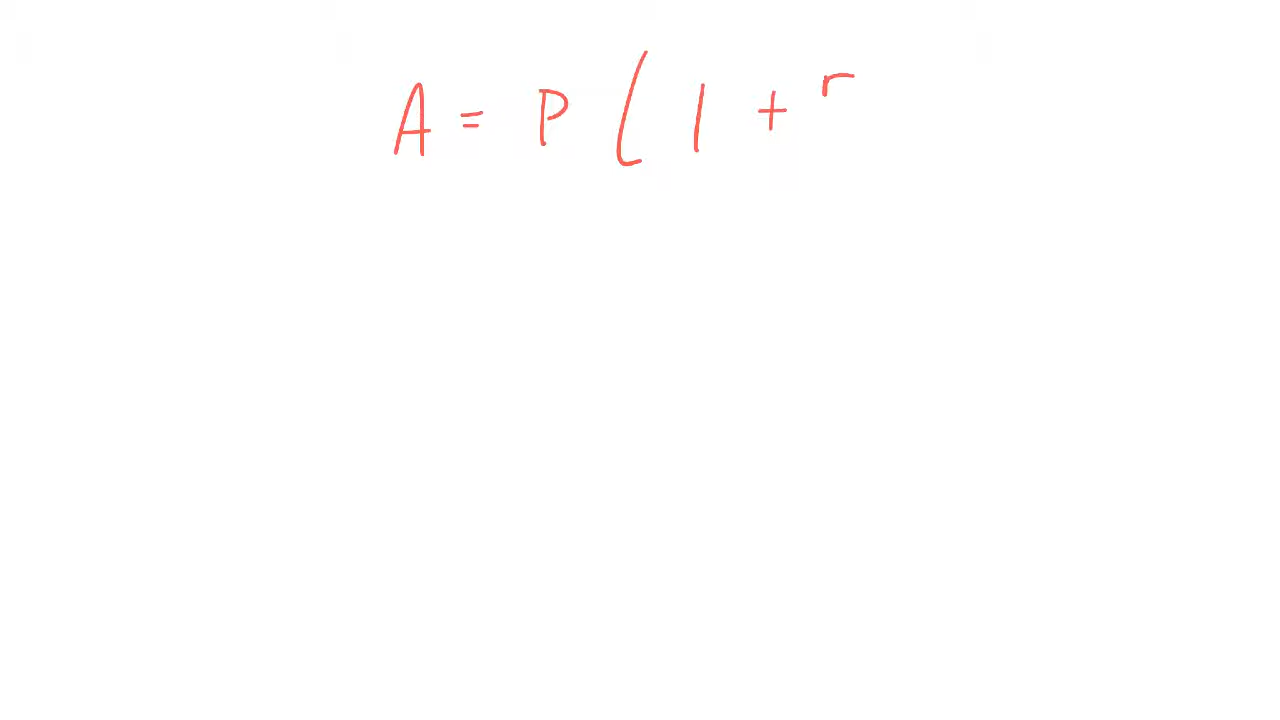 A = P ( 1 + r